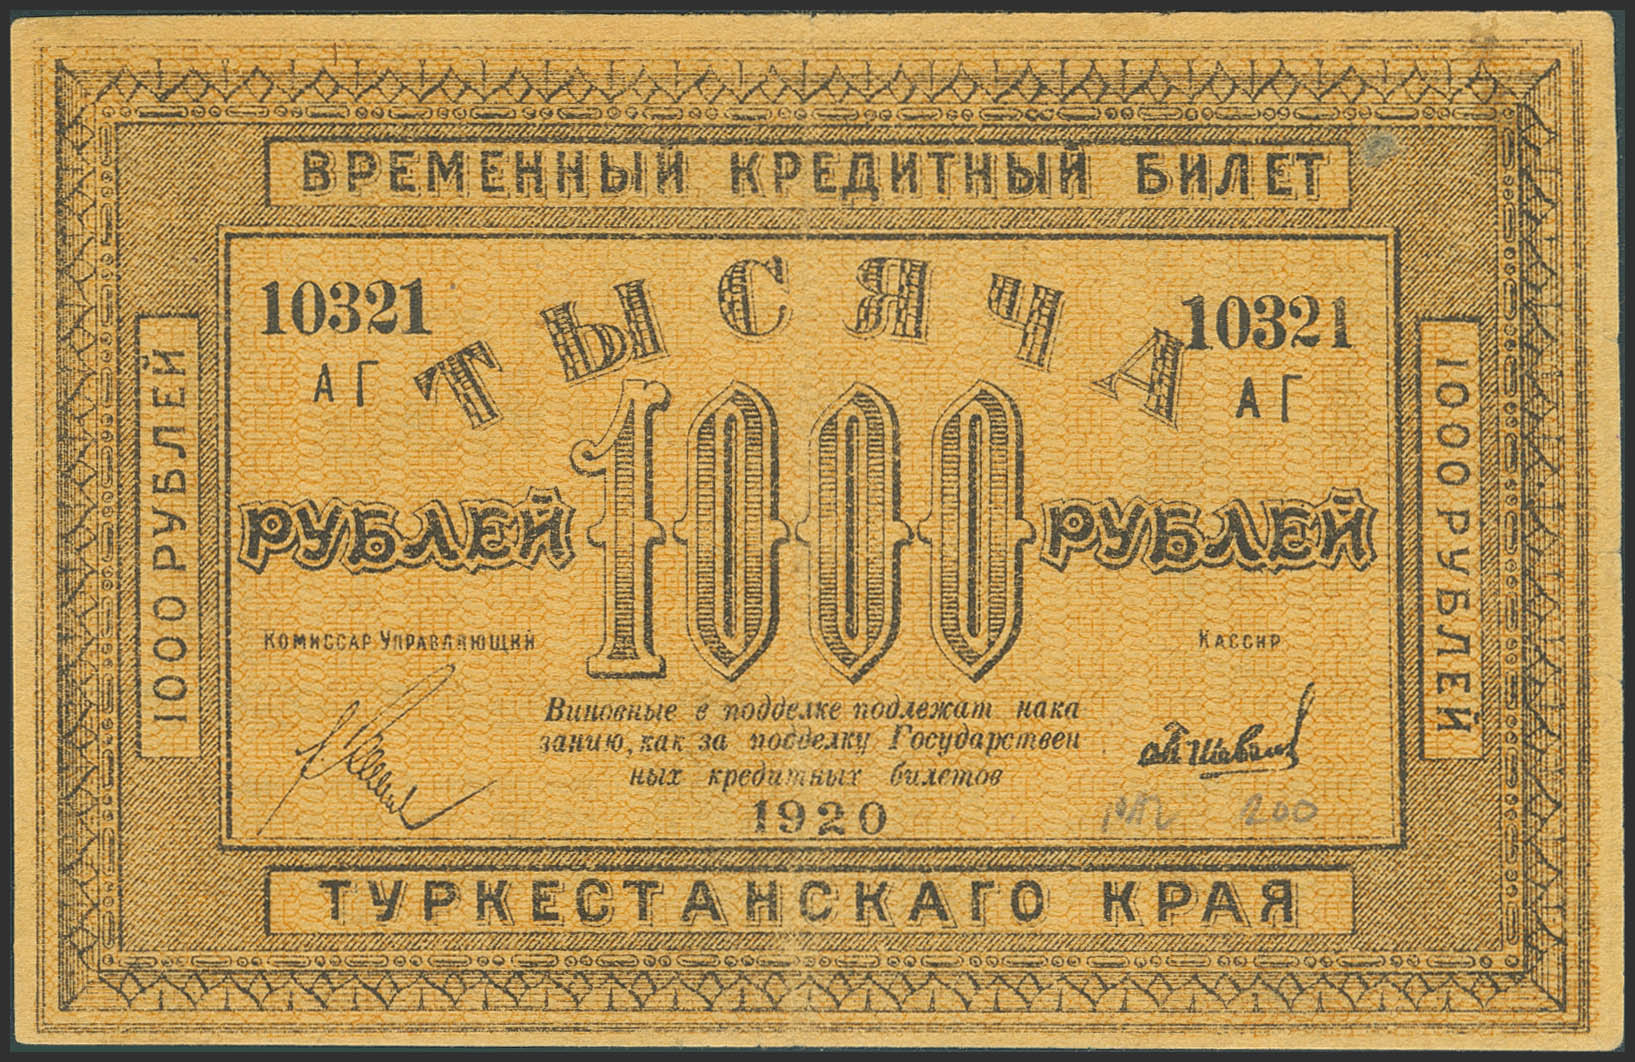 ВРЕМЕННЫЙ КРЕДИТНЫЙ БИЛЕТ
10321 ТЫСЯЧА 10321
АГ АГ
1000 РУБЛЕЙ
1000 РУБЛЕЙ
РУБЛЕЙ 1000 РУБЛЕЙ
КОМИССАР УПРАВЛЯЮЩИЙ КАССИР
Виновные в подделке подлежат нака
занию, как за подделку Государствен
ных кредитных билетов
1920
200
ТУРКЕСТАНСКАГО КРАЯ